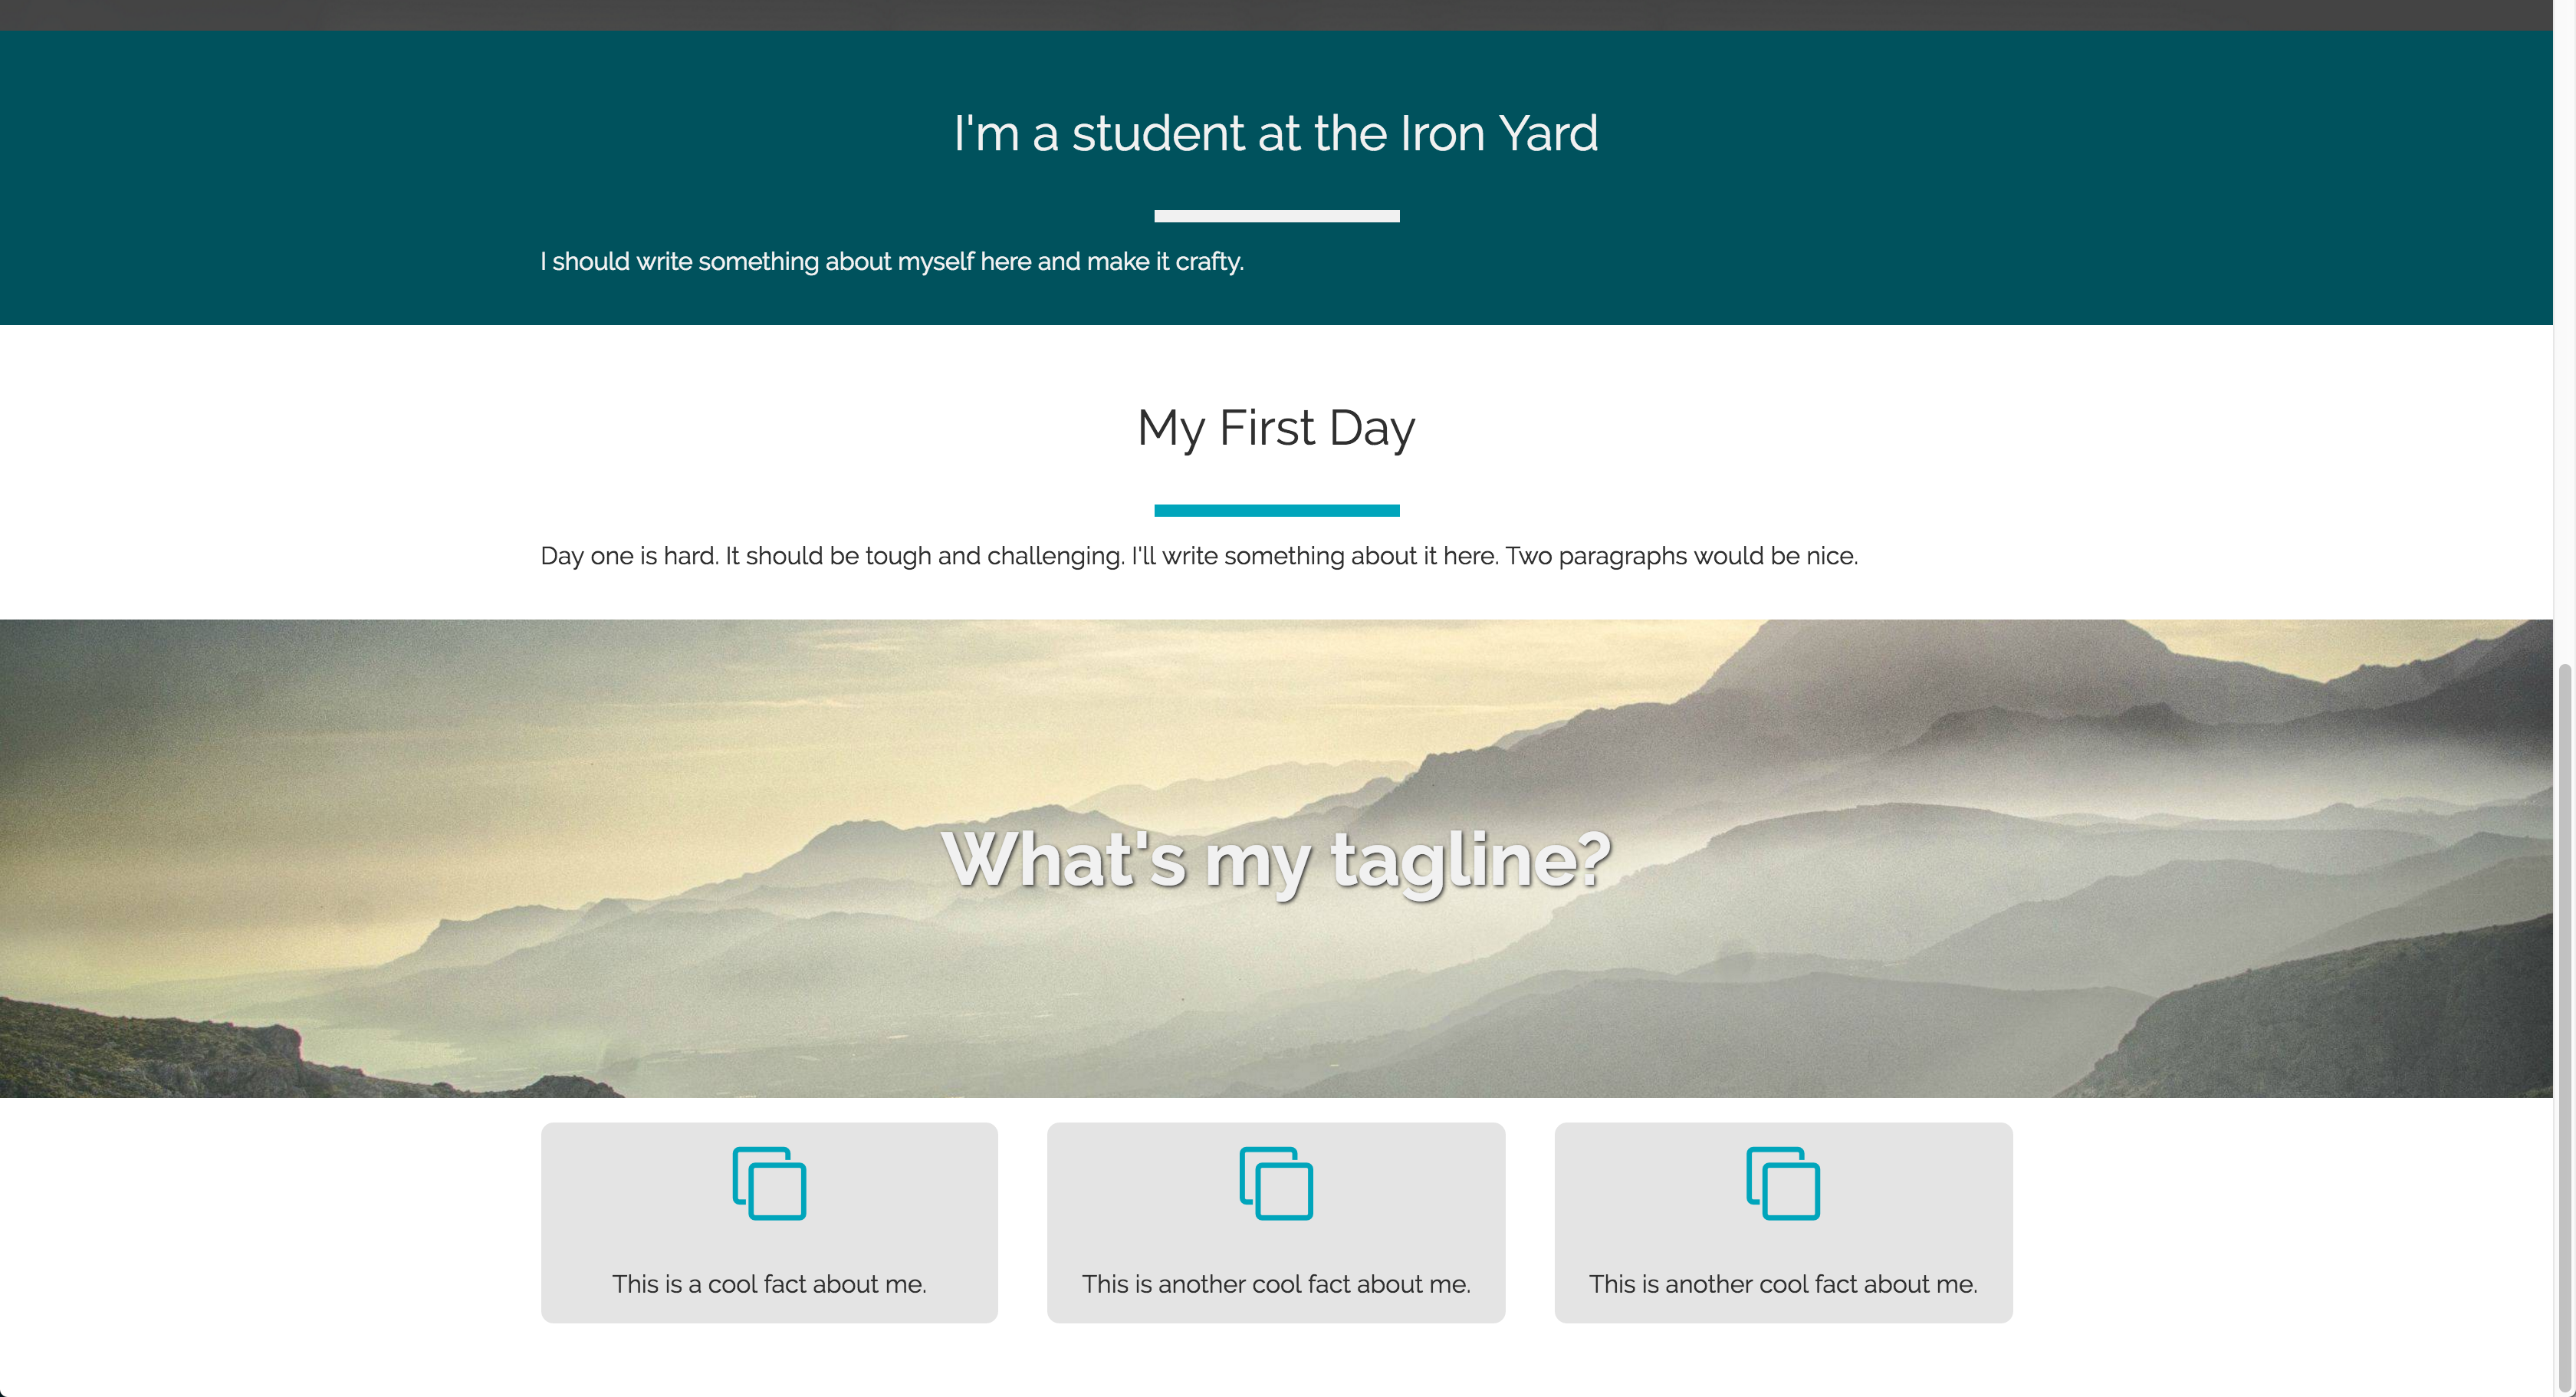 I'm a student at the Iron Yard
I should write something about myself here and make it crafty.
My First Day
Day one is hard. It should be tough and challenging. I'll write something about it here. Two paragraphs would be nice.
What's my tagline?
This is a cool fact about me.
This is another cool fact about me.
This is another cool fact about me.